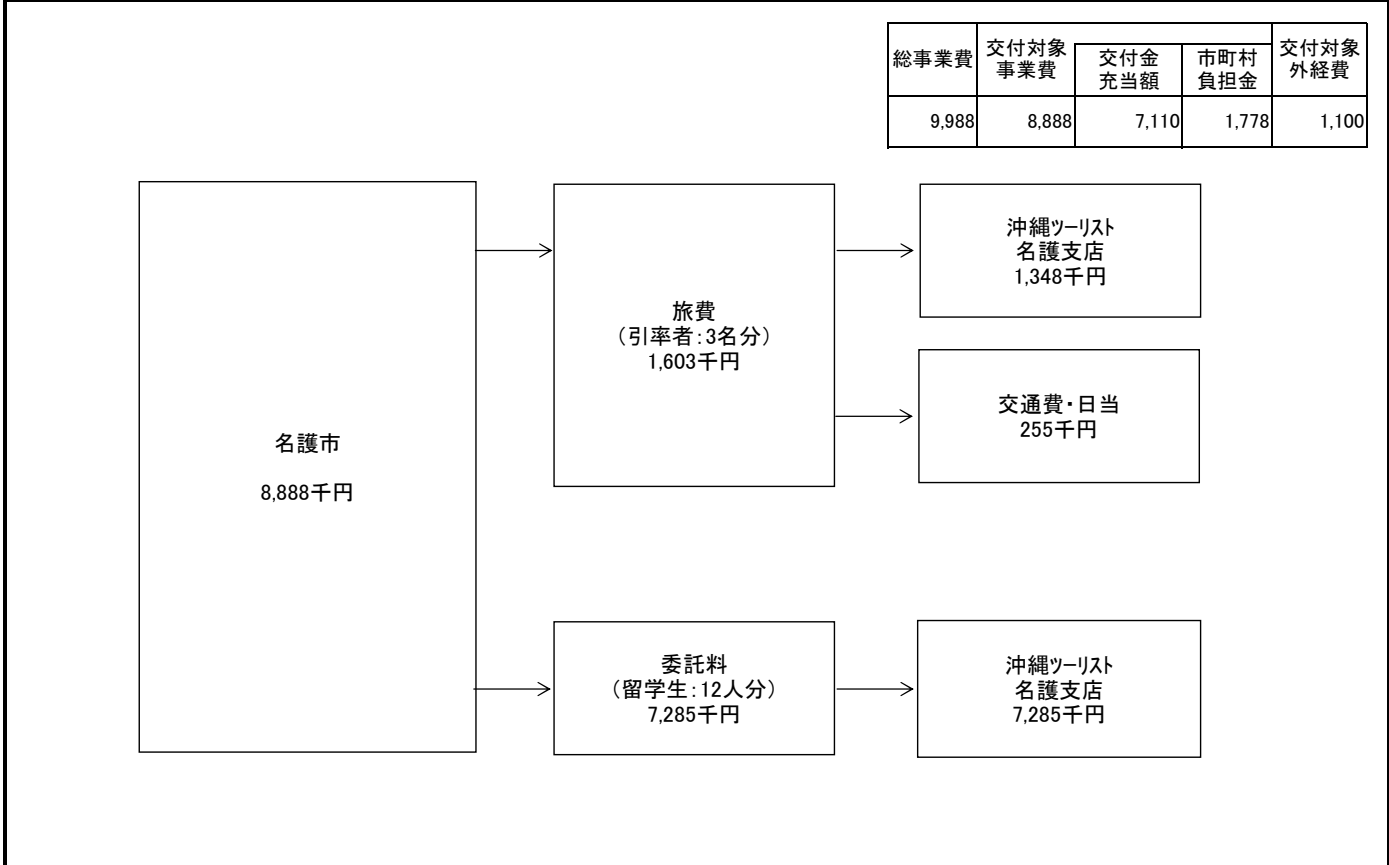 総事業費
交付対象
事業費
交付金
充当額
市町村
負担金
交付対象
外経費
9,988
8,888
7,110
1,778
1,100
名護市
8,888千円
旅費
（引率者：3名分）
1,603千円
沖縄ツーリスト
名護支店
1,348千円
交通費・日当
255千円
委託料
（留学生：12人分）
7,285千円
沖縄ツーリスト
名護支店
7,285千円